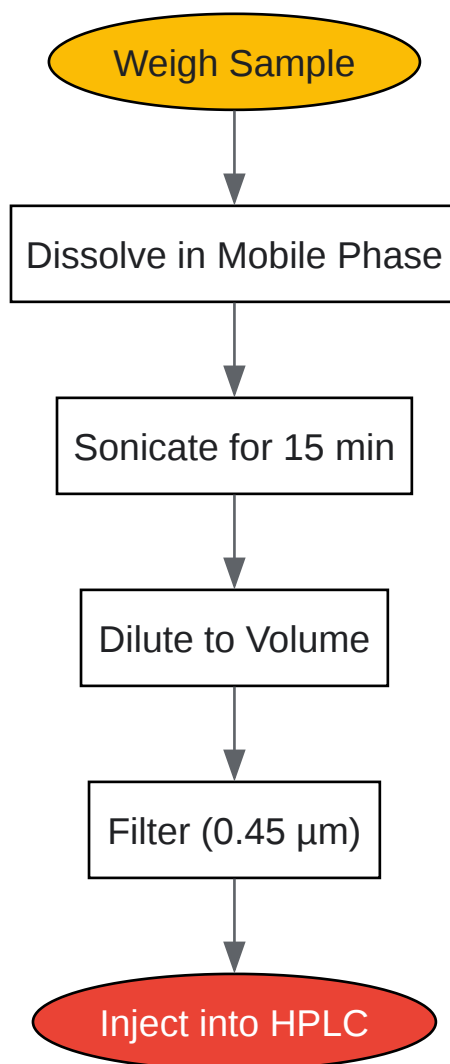 Weigh Sample
Dissolve in Mobile Phase
Sonicate for 15 min
Dilute to Volume
Filter (0.45 µm)
Inject into HPLC